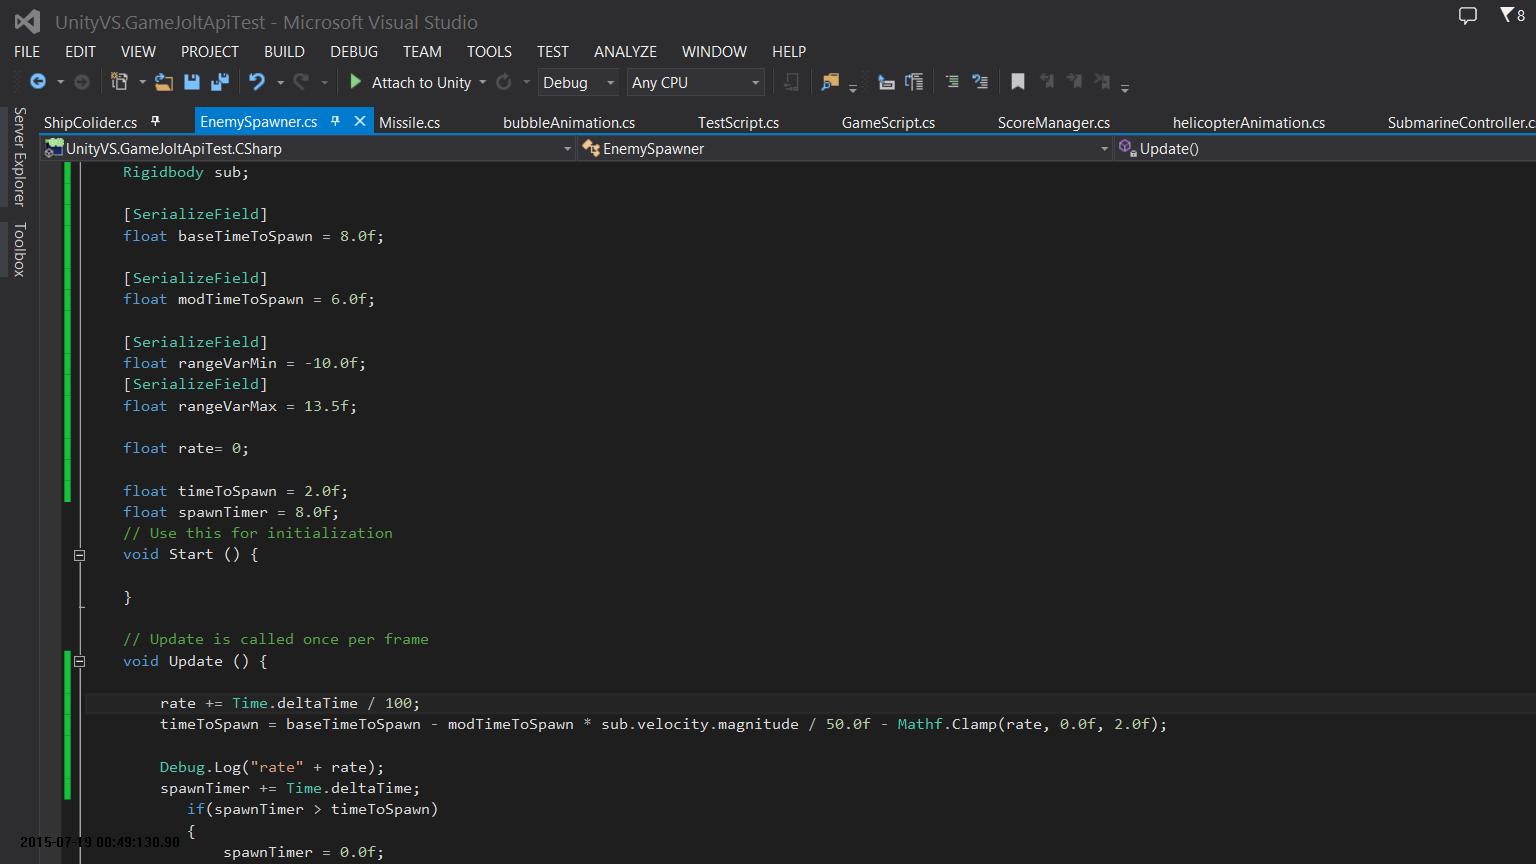 UnityVS.GameJoltApiTest - Microsoft Visual Studio
8
FILE EDIT VIEW PROJECT BUILD DEBUG TEAM TOOLS TEST ANALYZE WINDOW HELP
Attach to Unity Debug Any CPU
Server Explorer
Toolbox
ShipColider.cs EnemySpawner.cs Missile.cs bubbleAnimation.cs TestScript.cs GameScript.cs ScoreManager.cs helicopterAnimation.cs SubmarineController.cs
UnityVS.GameJoltApiTest.CSharp EnemySpawner Update()
Rigidbody sub;
[SerializeField]
float baseTimeToSpawn = 8.0f;
[SerializeField]
float modTimeToSpawn = 6.0f;
[SerializeField]
float rangeVarMin = -10.0f;
[SerializeField]
float rangeVarMax = 13.5f;
float rate= 0;
float timeToSpawn = 2.0f;
float spawnTimer = 8.0f;
// Use this for initialization
void Start () {
}
// Update is called once per frame
void Update () {
rate += Time.deltaTime / 100;
timeToSpawn = baseTimeToSpawn - modTimeToSpawn * sub.velocity.magnitude / 50.0f - Mathf.Clamp(rate, 0.0f, 2.0f);
Debug.Log("rate" + rate);
spawnTimer += Time.deltaTime;
if(spawnTimer > timeToSpawn)
{
spawnTimer = 0.0f;
2015-07-19 00:49:130.90